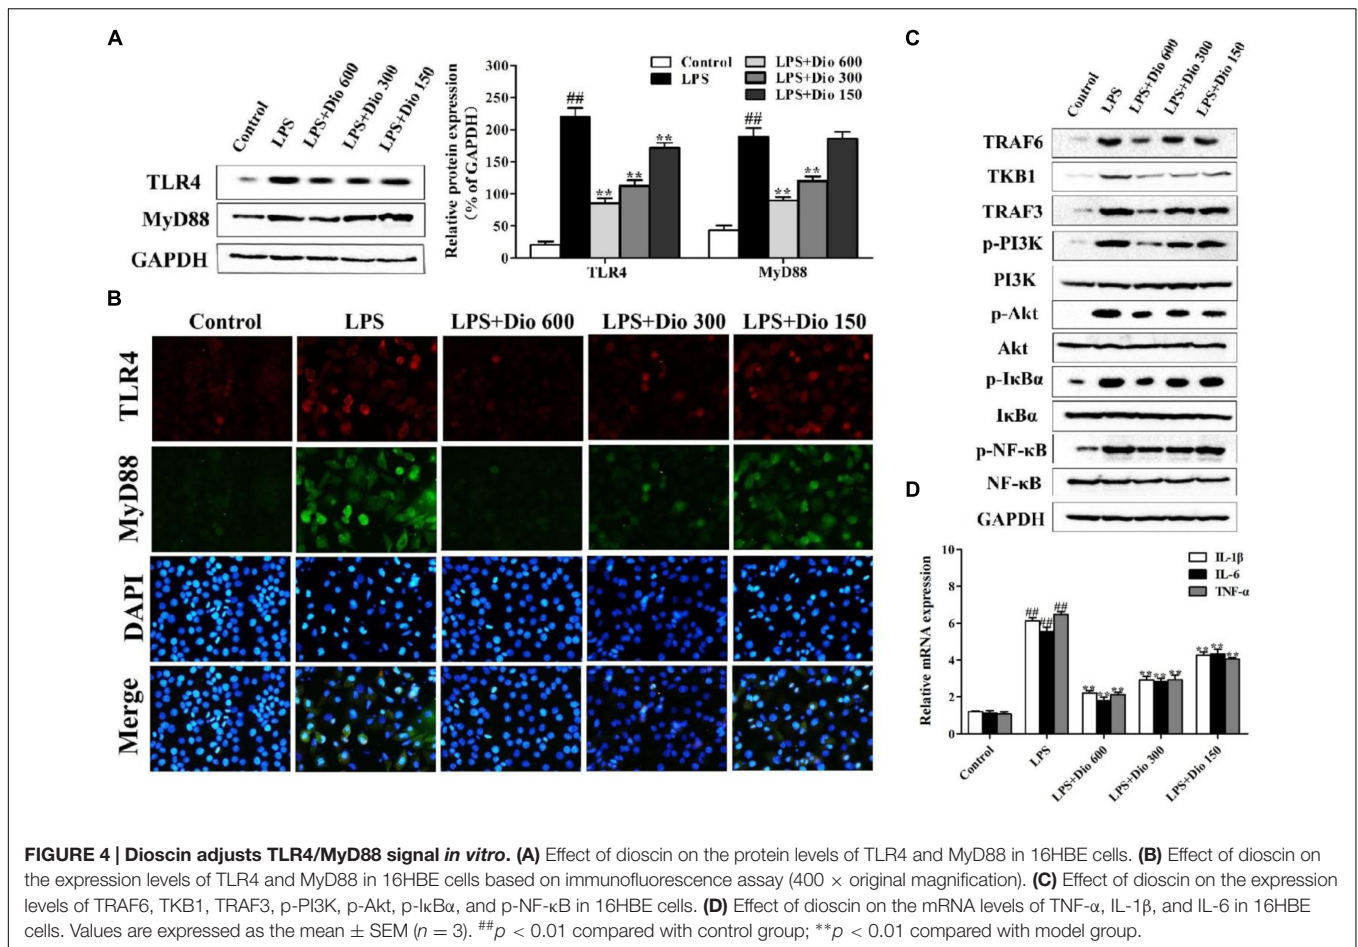 A
Control
LPS
LPS+Dio 600
LPS+Dio 300
LPS+Dio 150
TLR4
MyD88
GAPDH
Relative protein expression
(% of GAPDH)
300
250
200
150
100
50
0
Control
LPS
LPS+Dio 600
LPS+Dio 300
LPS+Dio 150
##
**
**
**
##
**
**
TLR4
MyD88
B
Control LPS LPS+Dio 600 LPS+Dio 300 LPS+Dio 150
TLR4
MyD88
DAPI
Merge
C
Control
LPS
LPS+Dio 600
LPS+Dio 300
LPS+Dio 150
TRAF6
TKB1
TRAF3
p-PI3K
PI3K
p-Akt
Akt
p-IκBα
IκBα
p-NF-κB
NF-κB
GAPDH
D
Relative mRNA expression
10
8
6
4
2
0
IL-1β
IL-6
TNF-α
## ## ##
** ** **
** ** **
** ** **
Control
LPS
LPS+Dio 600
LPS+Dio 300
LPS+Dio 150
FIGURE 4 | Dioscin adjusts TLR4/MyD88 signal in vitro. (A) Effect of dioscin on the protein levels of TLR4 and MyD88 in 16HBE cells. (B) Effect of dioscin on
the expression levels of TLR4 and MyD88 in 16HBE cells based on immunofluorescence assay (400 × original magnification). (C) Effect of dioscin on the expression
levels of TRAF6, TKB1, TRAF3, p-PI3K, p-Akt, p-IκBα, and p-NF-κB in 16HBE cells. (D) Effect of dioscin on the mRNA levels of TNF-α, IL-1β, and IL-6 in 16HBE
cells. Values are expressed as the mean ± SEM (n = 3). ##p < 0.01 compared with control group; **p < 0.01 compared with model group.